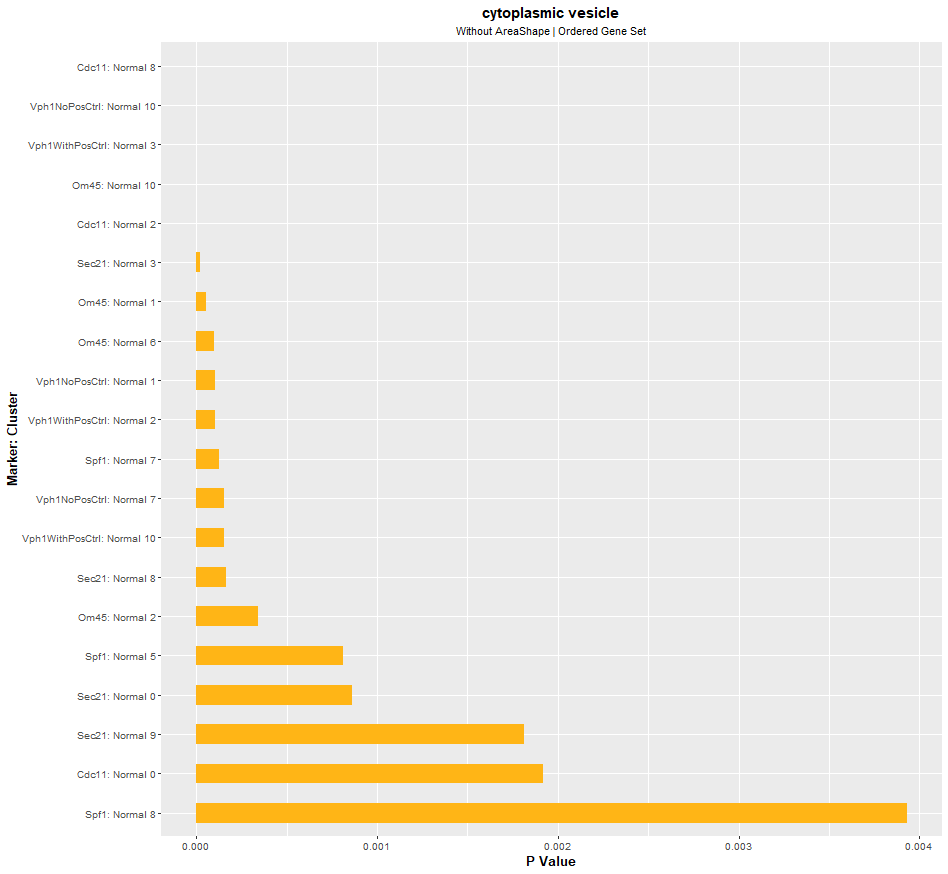 cytoplasmic vesicle
Without AreaShape | Ordered Gene Set
Marker: Cluster
Cdc11: Normal 8
Vph1NoPosCtrl: Normal 10
Vph1WithPosCtrl: Normal 3
Om45: Normal 10
Cdc11: Normal 2
Sec21: Normal 3
Om45: Normal 1
Om45: Normal 6
Vph1NoPosCtrl: Normal 1
Vph1WithPosCtrl: Normal 2
Spf1: Normal 7
Vph1NoPosCtrl: Normal 7
Vph1WithPosCtrl: Normal 10
Sec21: Normal 8
Om45: Normal 2
Spf1: Normal 5
Sec21: Normal 0
Sec21: Normal 9
Cdc11: Normal 0
Spf1: Normal 8
0.000 0.001 0.002 0.003 0.004
P Value